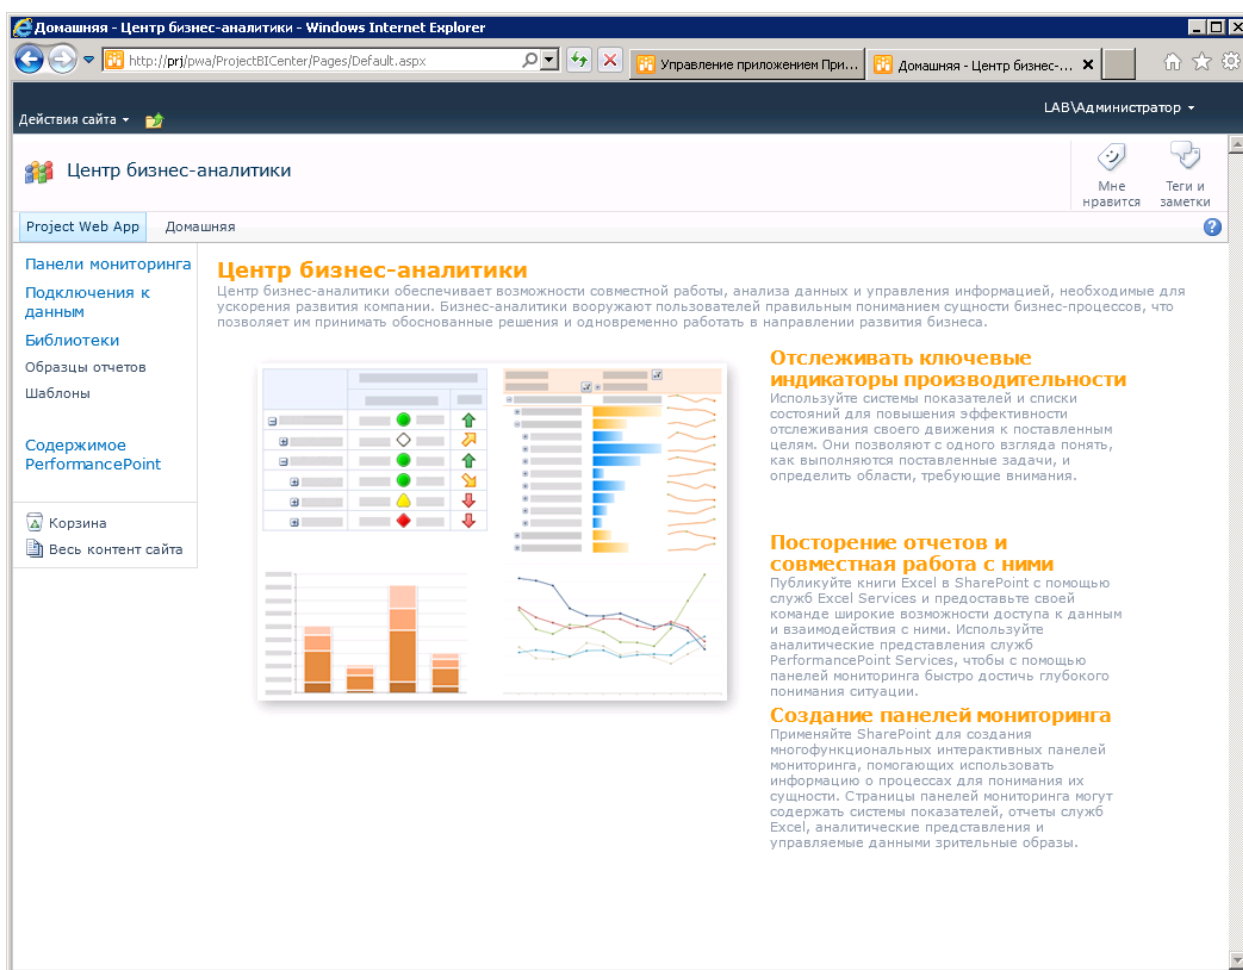 Домашняя - Центр бизнес-аналитики - Windows Internet Explorer
http://prj/pwa/ProjectBICenter/Pages/Default.aspx
Управление приложением При...
Домашняя - Центр бизнес-...
Действия сайта
LAB\Администратор
Центр бизнес-аналитики
Мне
нравится
Теги и
заметки
Project Web App
Домашняя
Панели мониторинга
Подключения к
данным
Библиотеки
Образцы отчетов
Шаблоны
Содержимое
PerformancePoint
Корзина
Весь контент сайта
Центр бизнес-аналитики
Центр бизнес-аналитики обеспечивает возможности совместной работы, анализа данных и управления информацией, необходимые для
ускорения развития компании. Бизнес-аналитики вооружают пользователей правильным пониманием сущности бизнес-процессов, что
позволяет им принимать обоснованные решения и одновременно работать в направлении развития бизнеса.
Отслеживать ключевые
индикаторы производительности
Используйте системы показателей и списки
состояний для повышения эффективности
отслеживания своего движения к поставленным
целям. Они позволяют с одного взгляда понять,
как выполняются поставленные задачи, и
определить области, требующие внимания.
Посторение отчетов и
совместная работа с ними
Публикуйте книги Excel в SharePoint с помощью
служб Excel Services и предоставьте своей
команде широкие возможности доступа к данным
и взаимодействия с ними. Используйте
аналитические представления служб
PerformancePoint Services, чтобы с помощью
панелей мониторинга быстро достичь глубокого
понимания ситуации.
Создание панелей мониторинга
Применяйте SharePoint для создания
многофункциональных интерактивных панелей
мониторинга, помогающих использовать
информацию о процессах для понимания их
сущности. Страницы панелей мониторинга могут
содержать системы показателей, отчеты служб
Excel, аналитические представления и
управляемые данными зрительные образы.